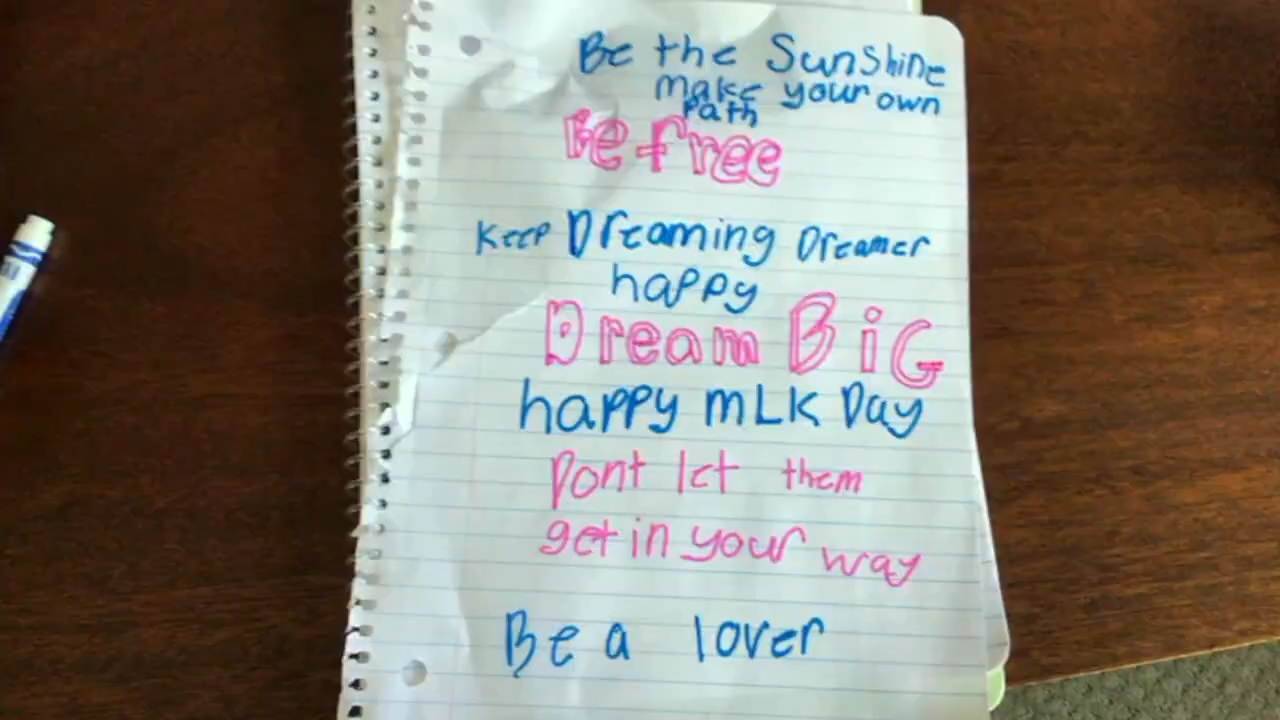 Be the Sunshine
make your own
path
Be free
Keep Dreaming Dreamer
happy
Dream BiG
happy mLK Day
Dont let them
get in your way
Be a lover